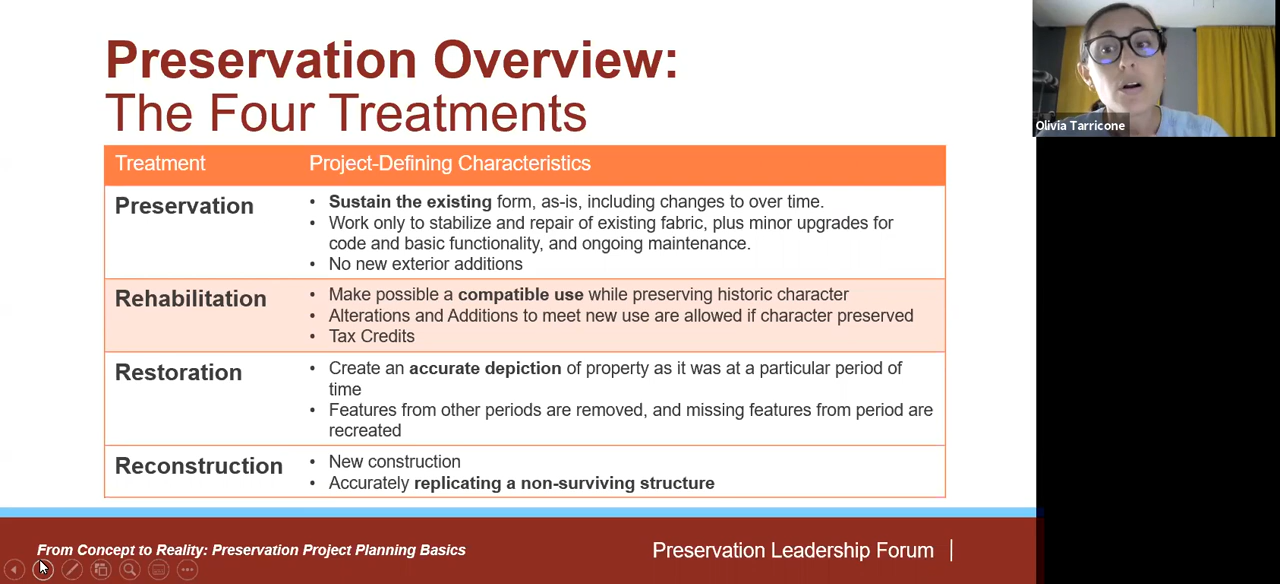 Preservation Overview:
The Four Treatments
Treatment Project-Defining Characteristics
Preservation
• Sustain the existing form, as-is, including changes to over time.
• Work only to stabilize and repair of existing fabric, plus minor upgrades for
code and basic functionality, and ongoing maintenance.
• No new exterior additions
Rehabilitation
• Make possible a compatible use while preserving historic character
• Alterations and Additions to meet new use are allowed if character preserved
• Tax Credits
Restoration
• Create an accurate depiction of property as it was at a particular period of
time
• Features from other periods are removed, and missing features from period are
recreated
Reconstruction
• New construction
• Accurately replicating a non-surviving structure
From Concept to Reality: Preservation Project Planning Basics
Preservation Leadership Forum |
Olivia Tarricone